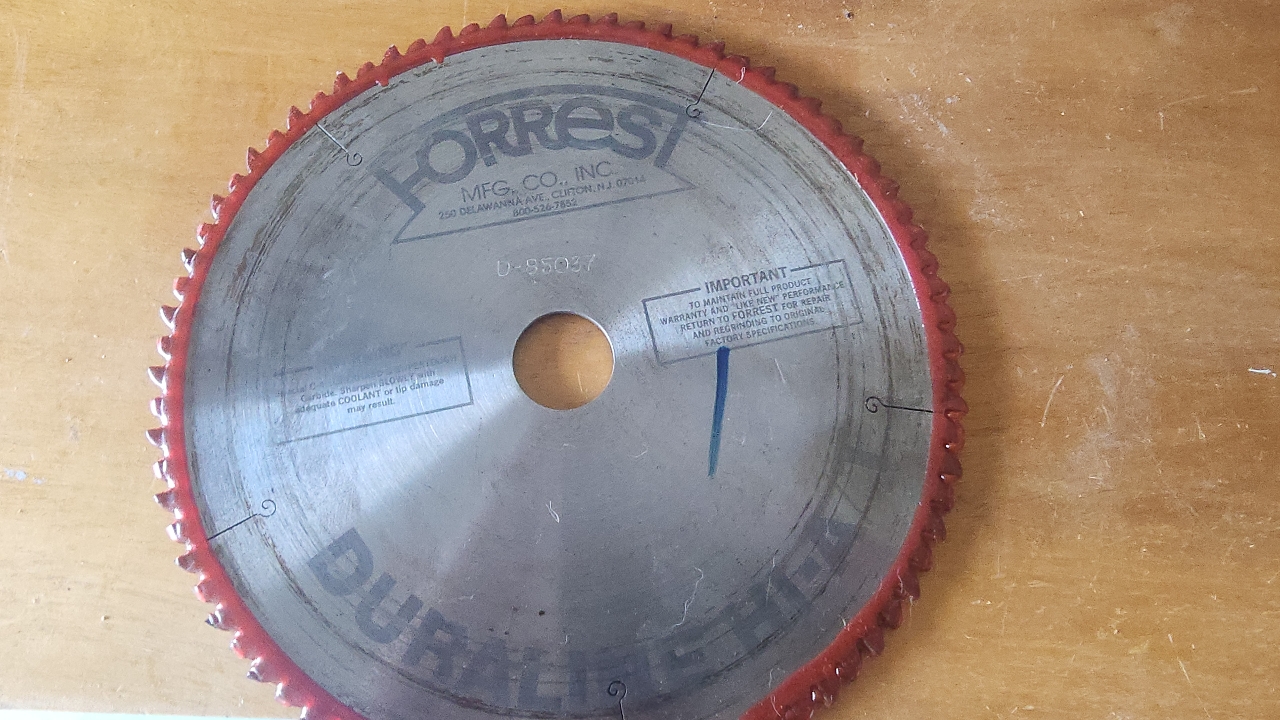 FORREST
MFG. CO., INC.
250 DELAWANNA AVE., CLIFTON, N.J. 07014
800-526-7852
D-85037
IMPORTANT
TO MAINTAIN FULL PRODUCT
WARRANTY AND "LIKE NEW" PERFORMANCE
RETURN TO FORREST FOR REPAIR
AND REGRINDING TO ORIGINAL
FACTORY SPECIFICATIONS.
Carbide. Sharpen SLOWLY with
adequate COOLANT or tip damage
may result.
DURALINE HI-A